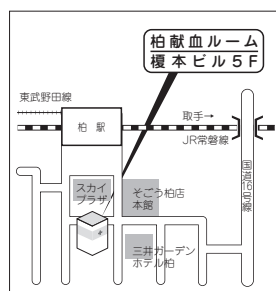 柏献血ルーム
榎本ビル5F
東武野田線
柏駅
取手→
JR常磐線
国道16号線
スカイ
プラザ
そごう柏店
本館
三井ガーデン
ホテル柏